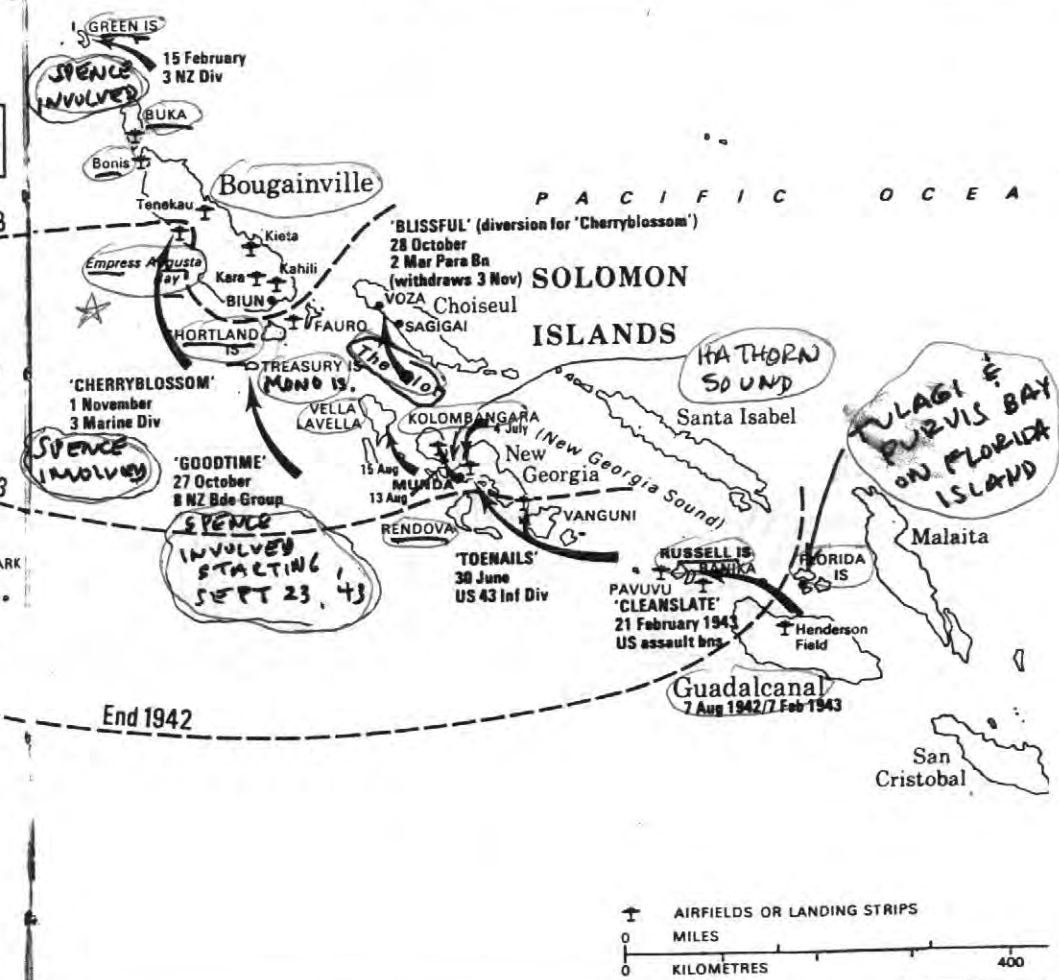 GREEN IS
15 February
3 NZ Div
SPENCE
INVOLVED
BUKA
Bonis
Bougainville
PACIFIC OCEA
Tenekau
3
'BLISSFUL' (diversion for 'Cherryblossom')
28 October
2 Mar Para Bn
(withdraws 3 Nov)
Kieta
Empress Augusta
Bay
Kara
Kahili
BIUN
SOLOMON
ISLANDS
VOZA
Choiseul
SAGIGAI
FAURO
SHORTLAND
IS
The Slot
TREASURY IS
MONO IS.
HATHORN
SOUND
'CHERRYBLOSSOM'
1 November
3 Marine Div
SPENCE
INVOLVED
VELLA
LAVELLA
KOLOMBANGARA
4 July
Santa Isabel
TULAGI &
PURVIS BAY
ON FLORIDA
ISLAND
New
Georgia
(New Georgia Sound)
15 Aug
MUNDA
13 Aug
'GOODTIME'
27 October
8 NZ Bde Group
SPENCE
INVOLVED
STARTING
SEPT 23, '43
3
RENDOVA
VANGUNI
Malaita
ARK
'TOENAILS'
30 June
US 43 Inf Div
RUSSELL IS
BANIKA
FLORIDA
IS
PAVUVU
'CLEANSLATE'
21 February 1943
US assault bns
Henderson
Field
Guadalcanal
7 Aug 1942/7 Feb 1943
End 1942
San
Cristobal
AIRFIELDS OR LANDING STRIPS
0 MILES
0 KILOMETRES 400